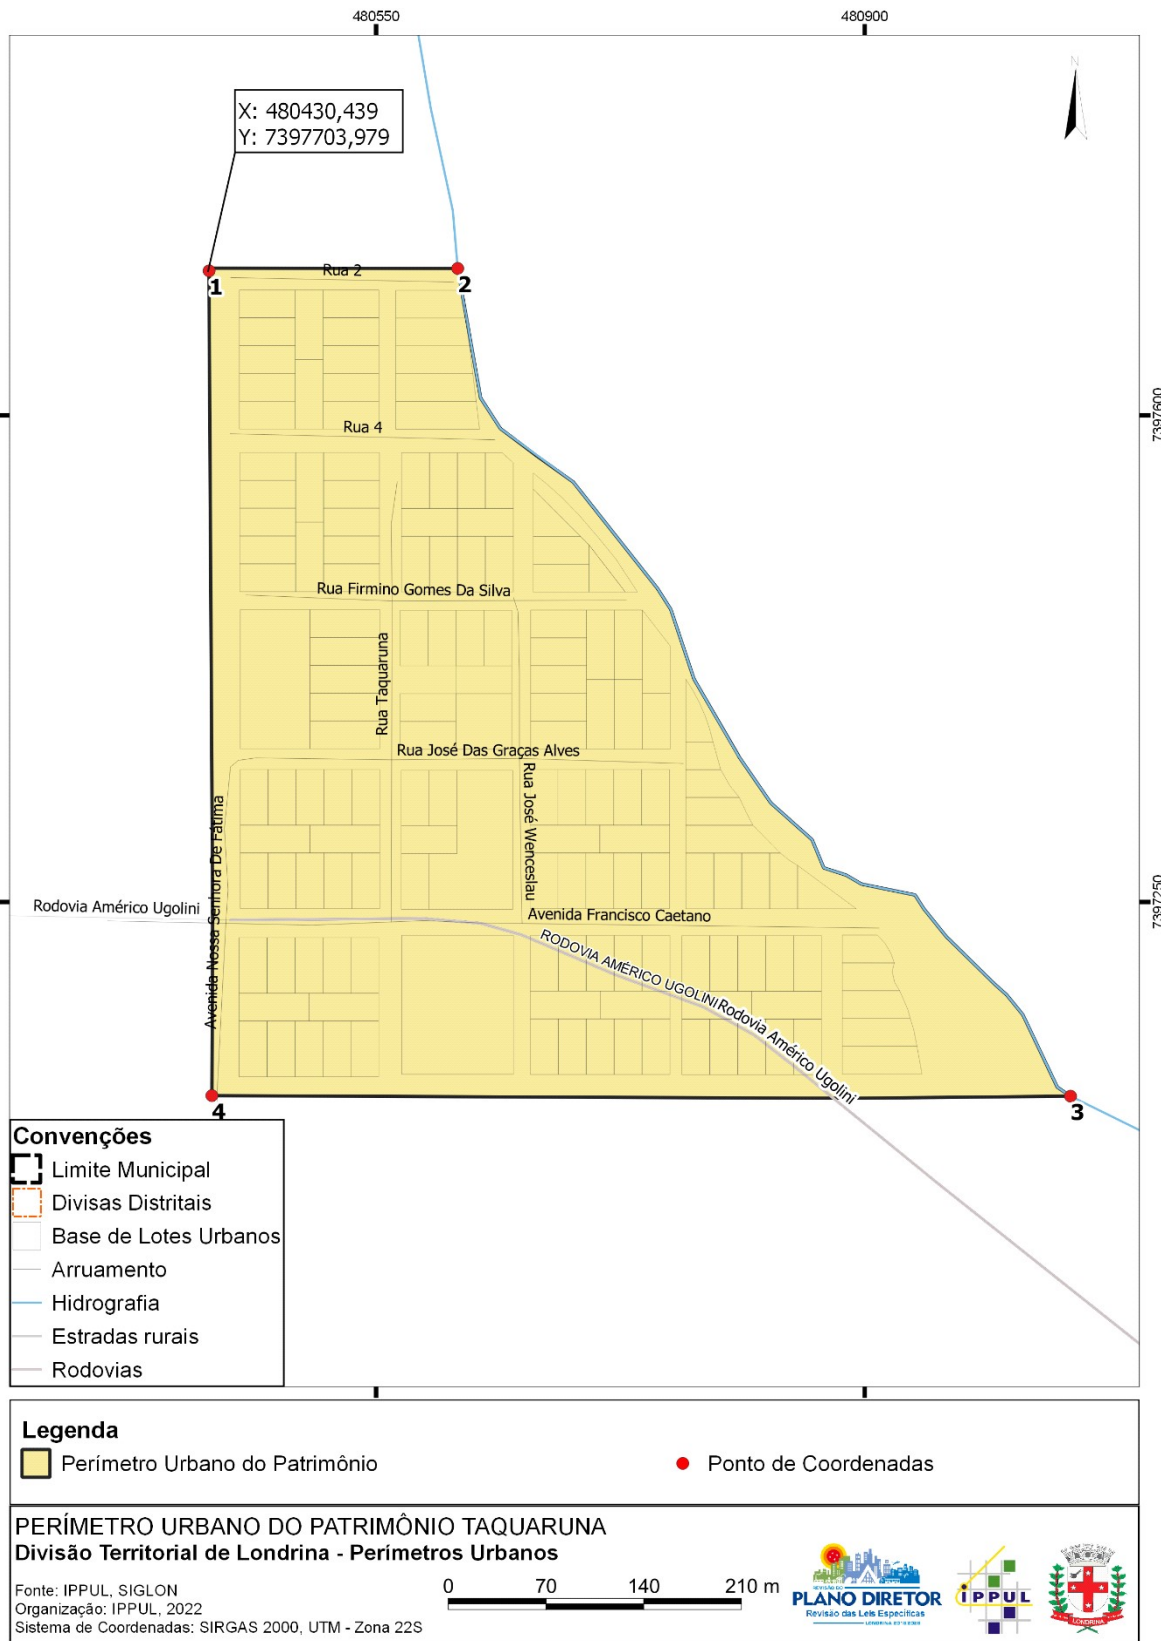 480550
480900
N
X: 480430,439
Y: 7397703,979
1
Rua 2
2
7397600
Rua 4
Rua Firmino Gomes Da Silva
Rua Taquaruna
Rua José Das Graças Alves
Rua José Wenceslau
Avenida Nossa Senhora De Fátima
7397250
Rodovia Américo Ugolini
Avenida Francisco Caetano
RODOVIA AMÉRICO UGOLINI
Rodovia Américo Ugolini
4
3
Convenções
Limite Municipal
Divisas Distritais
Base de Lotes Urbanos
Arruamento
Hidrografia
Estradas rurais
Rodovias
Legenda
Perímetro Urbano do Patrimônio
Ponto de Coordenadas
PERÍMETRO URBANO DO PATRIMÔNIO TAQUARUNA
Divisão Territorial de Londrina - Perímetros Urbanos
Fonte: IPPUL, SIGLON
Organização: IPPUL, 2022
Sistema de Coordenadas: SIRGAS 2000, UTM - Zona 22S
0 70 140 210 m
REVISÃO DO
PLANO DIRETOR
Revisão das Leis Específicas
IPPUL
LONDRINA